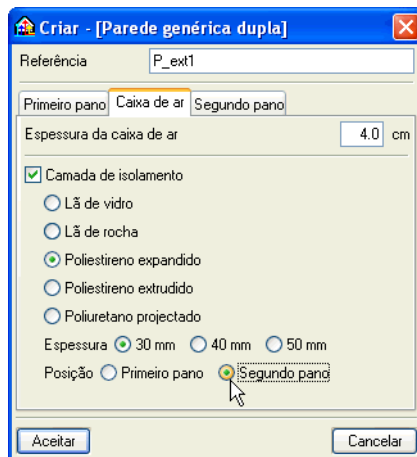 Criar - [Parede genérica dupla]
Referência P_ext1
Primeiro pano Caixa de ar Segundo pano
Espessura da caixa de ar 4.0 cm
Camada de isolamento
Lã de vidro
Lã de rocha
Poliestireno expandido
Poliestireno extrudido
Poliuretano projectado
Espessura 30 mm 40 mm 50 mm
Posição Primeiro pano Segundo pano
Aceitar Cancelar